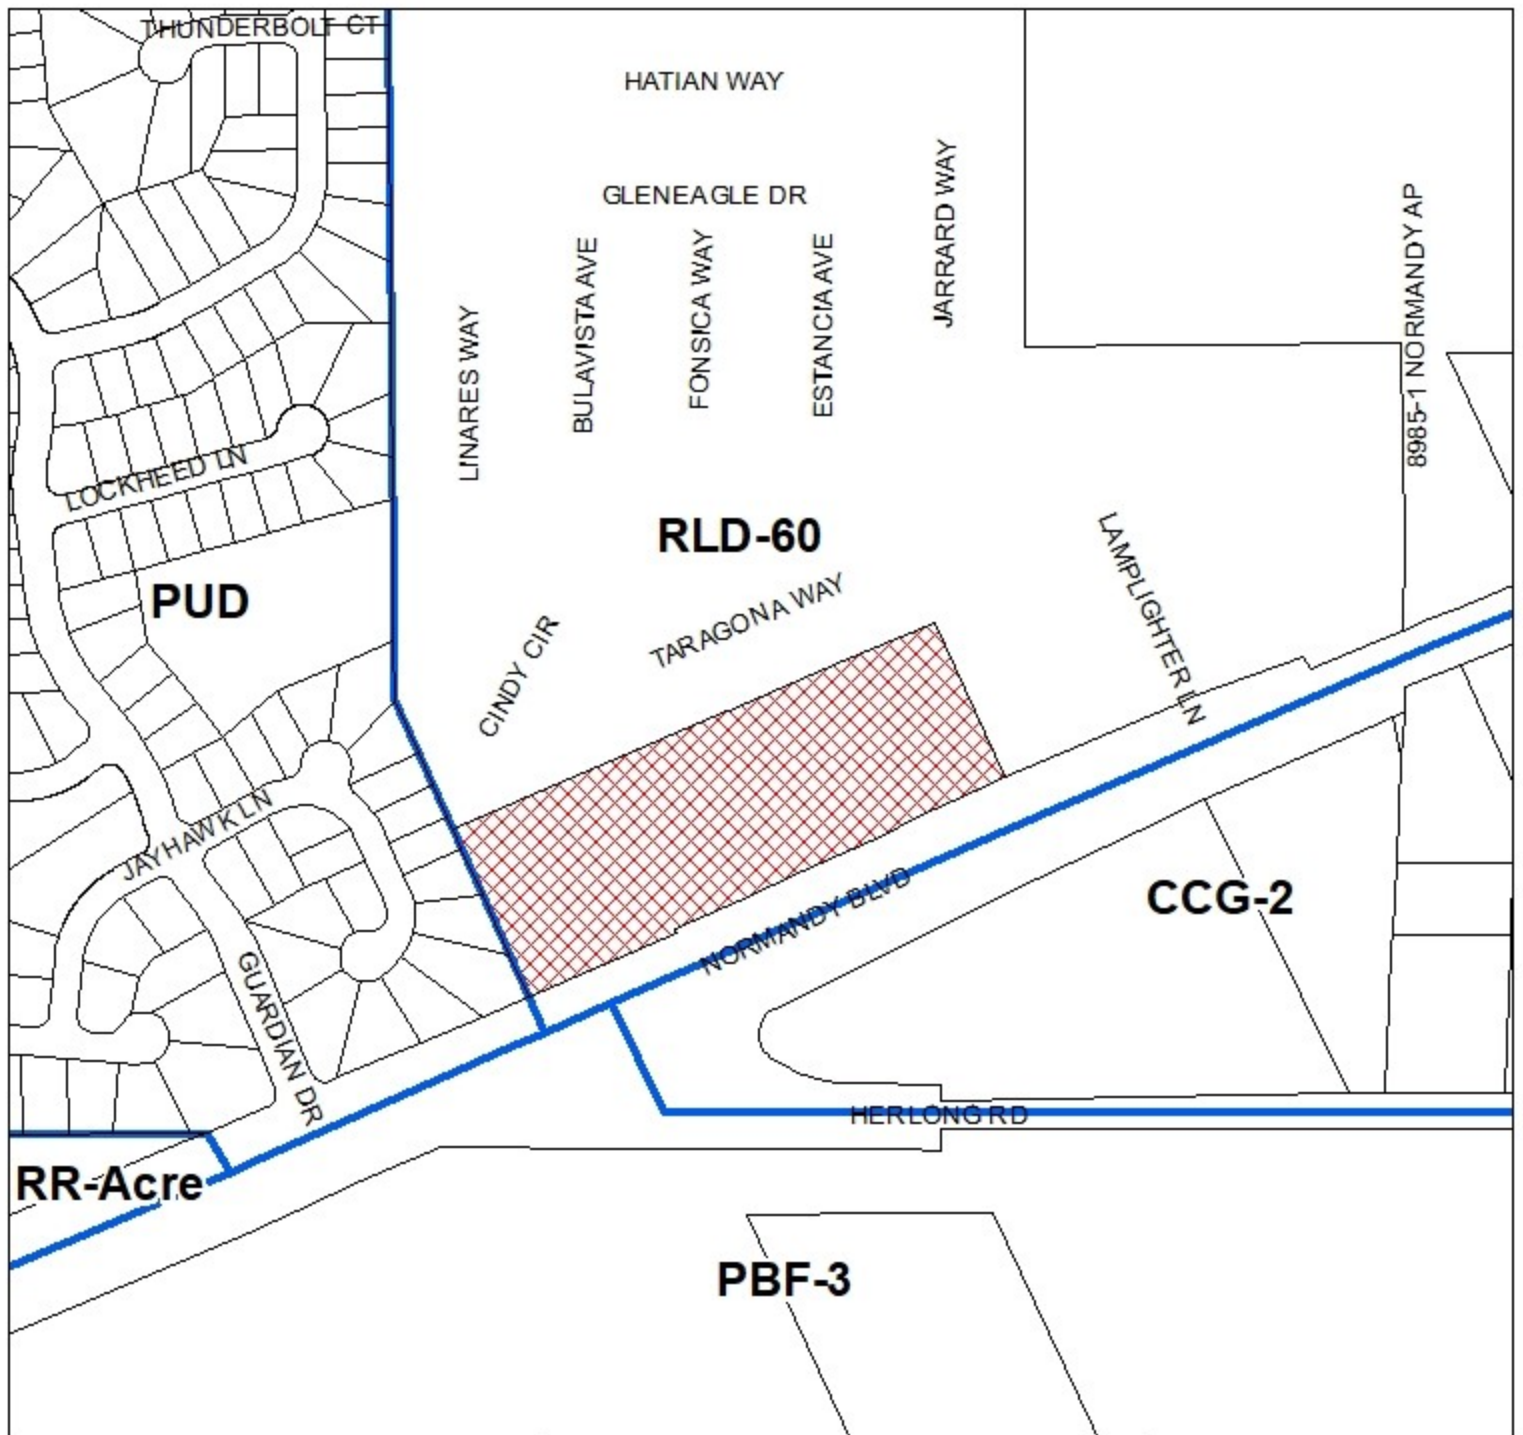 THUNDERBOLT CT
HATIAN WAY
GLENEAGLE DR
JARRARD WAY
8985-1 NORMANDY AP
LINARES WAY
BULAVISTA AVE
FONSICA WAY
ESTANCIA AVE
LOCKHEED LN
RLD-60
PUD
LAMPLIGHTER LN
TARAGONA WAY
CINDY CIR
JAYHAWK LN
NORMANDY BLVD
CCG-2
GUARDIAN DR
HERLONG RD
RR-Acre
PBF-3